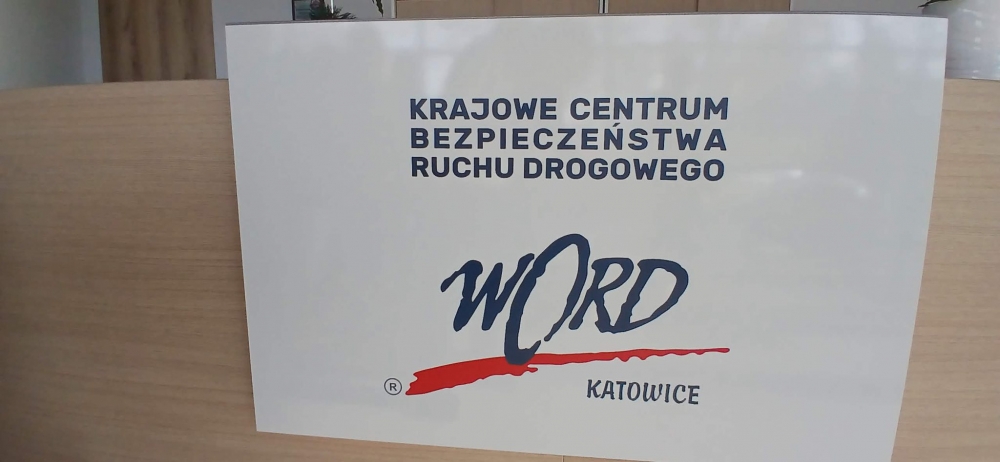 KRAJOWE CENTRUM
BEZPIECZEŃSTWA
RUCHU DROGOWEGO
WORD
® KATOWICE